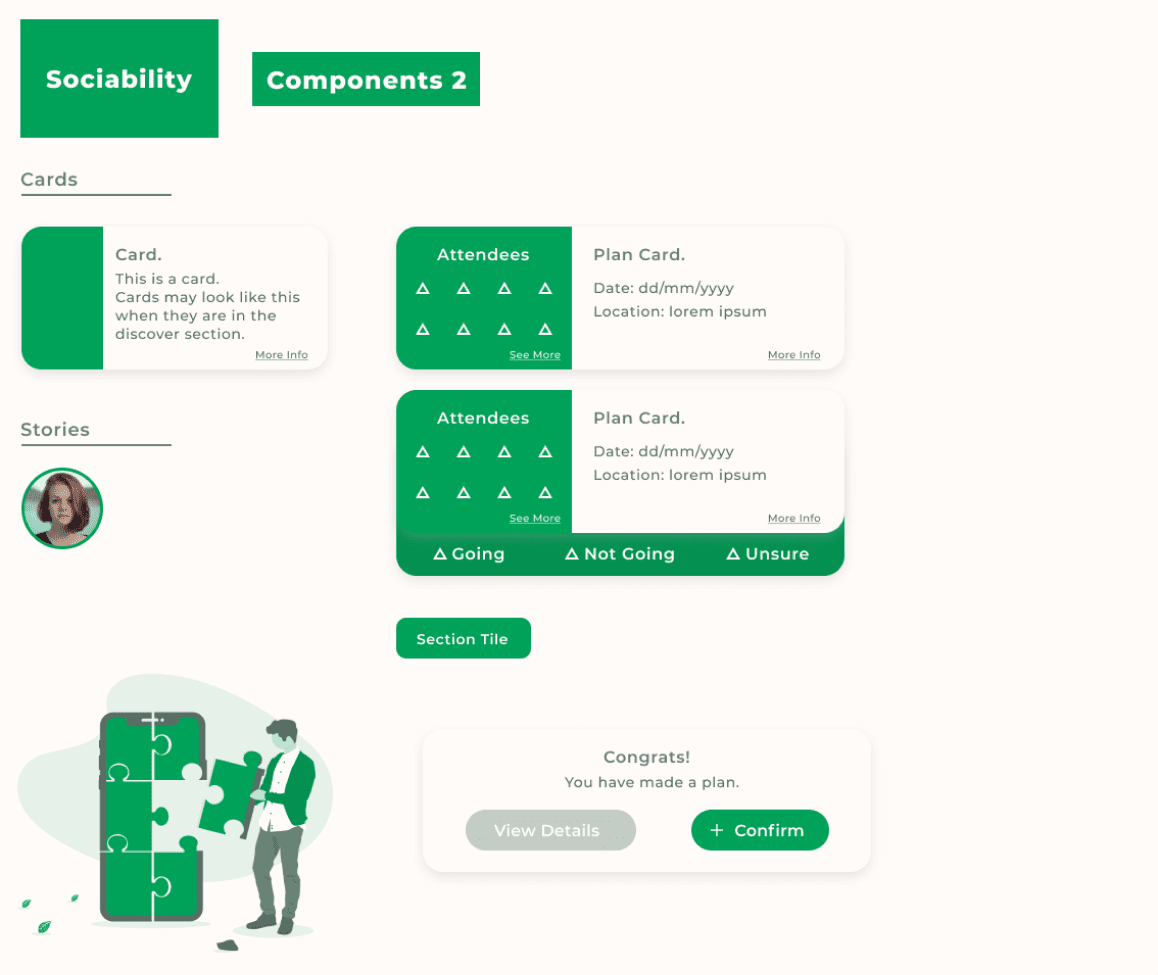 Sociability
Components 2
Cards
Card.
This is a card.
Cards may look like this
when they are in the
discover section.
More Info
Attendees
See More
Plan Card.
Date: dd/mm/yyyy
Location: lorem ipsum
More Info
Attendees
See More
Plan Card.
Date: dd/mm/yyyy
Location: lorem ipsum
More Info
Going
Not Going
Unsure
Stories
Section Tile
Congrats!
You have made a plan.
View Details
+ Confirm